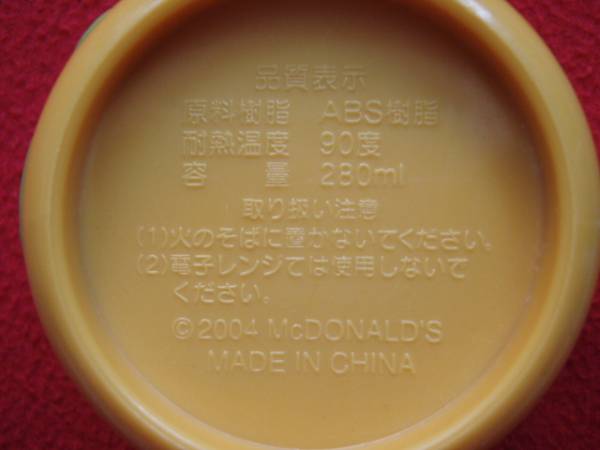 品質表示
原料樹脂 ABS樹脂
耐熱温度 90度
容 量 280ml
取り扱い注意
(1)火のそばに置かないでください。
(2)電子レンジでは使用しないで
ください。
©2004 McDONALD'S
MADE IN CHINA